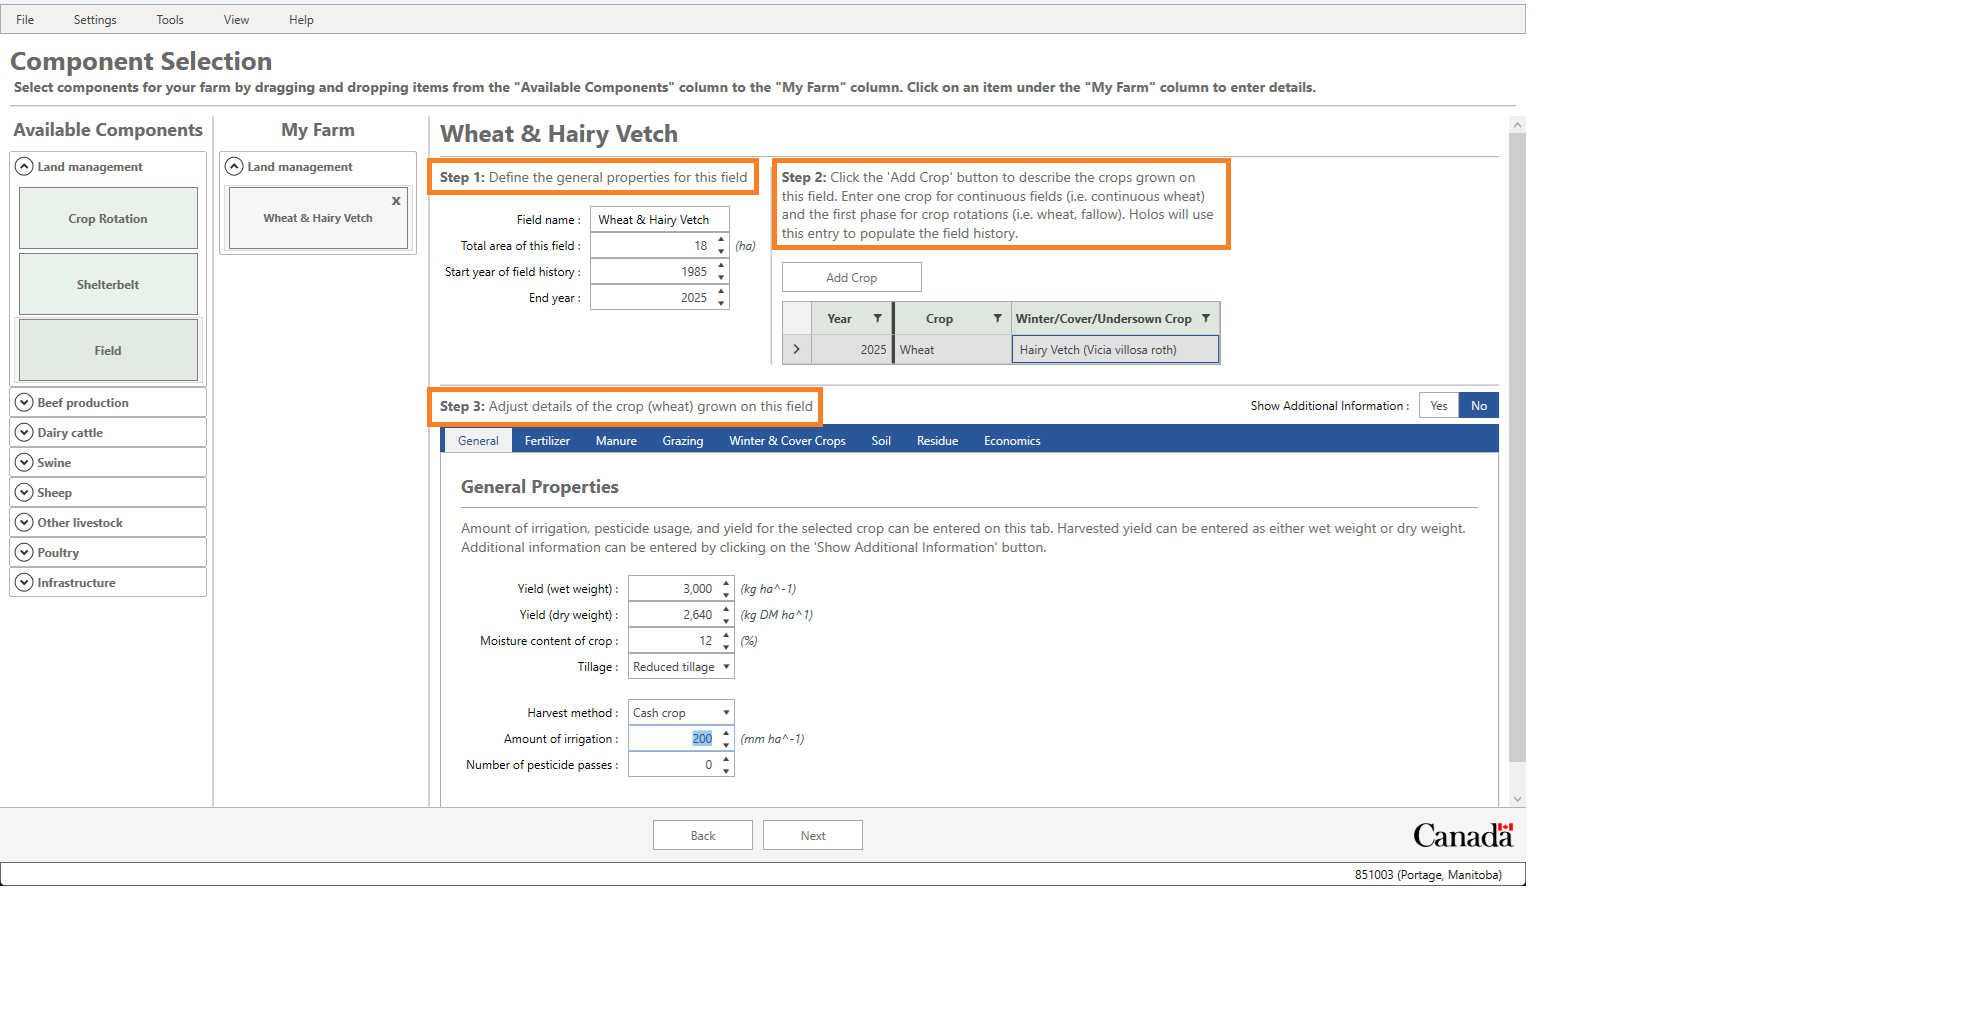 File Settings Tools View Help
Component Selection
Select components for your farm by dragging and dropping items from the "Available Components" column to the "My Farm" column. Click on an item under the "My Farm" column to enter details.
Available Components
Land management
Crop Rotation
Shelterbelt
Field
Beef production
Dairy cattle
Swine
Sheep
Other livestock
Poultry
Infrastructure
My Farm
Land management
x
Wheat & Hairy Vetch
Wheat & Hairy Vetch
Step 1: Define the general properties for this field
Field name : Wheat & Hairy Vetch
Total area of this field : 18 (ha)
Start year of field history : 1985
End year : 2025
Step 2: Click the 'Add Crop' button to describe the crops grown on
this field. Enter one crop for continuous fields (i.e. continuous wheat)
and the first phase for crop rotations (i.e. wheat, fallow). Holos will use
this entry to populate the field history.
Add Crop
Year Crop Winter/Cover/Undersown Crop
2025 Wheat Hairy Vetch (Vicia villosa roth)
Step 3: Adjust details of the crop (wheat) grown on this field
Show Additional Information : Yes No
General Fertilizer Manure Grazing Winter & Cover Crops Soil Residue Economics
General Properties
Amount of irrigation, pesticide usage, and yield for the selected crop can be entered on this tab. Harvested yield can be entered as either wet weight or dry weight.
Additional information can be entered by clicking on the 'Show Additional Information' button.
Yield (wet weight) : 3,000 (kg ha^-1)
Yield (dry weight) : 2,640 (kg DM ha^1)
Moisture content of crop : 12 (%)
Tillage : Reduced tillage
Harvest method : Cash crop
Amount of irrigation : 200 (mm ha^-1)
Number of pesticide passes : 0
Back Next
Canada
851003 (Portage, Manitoba)